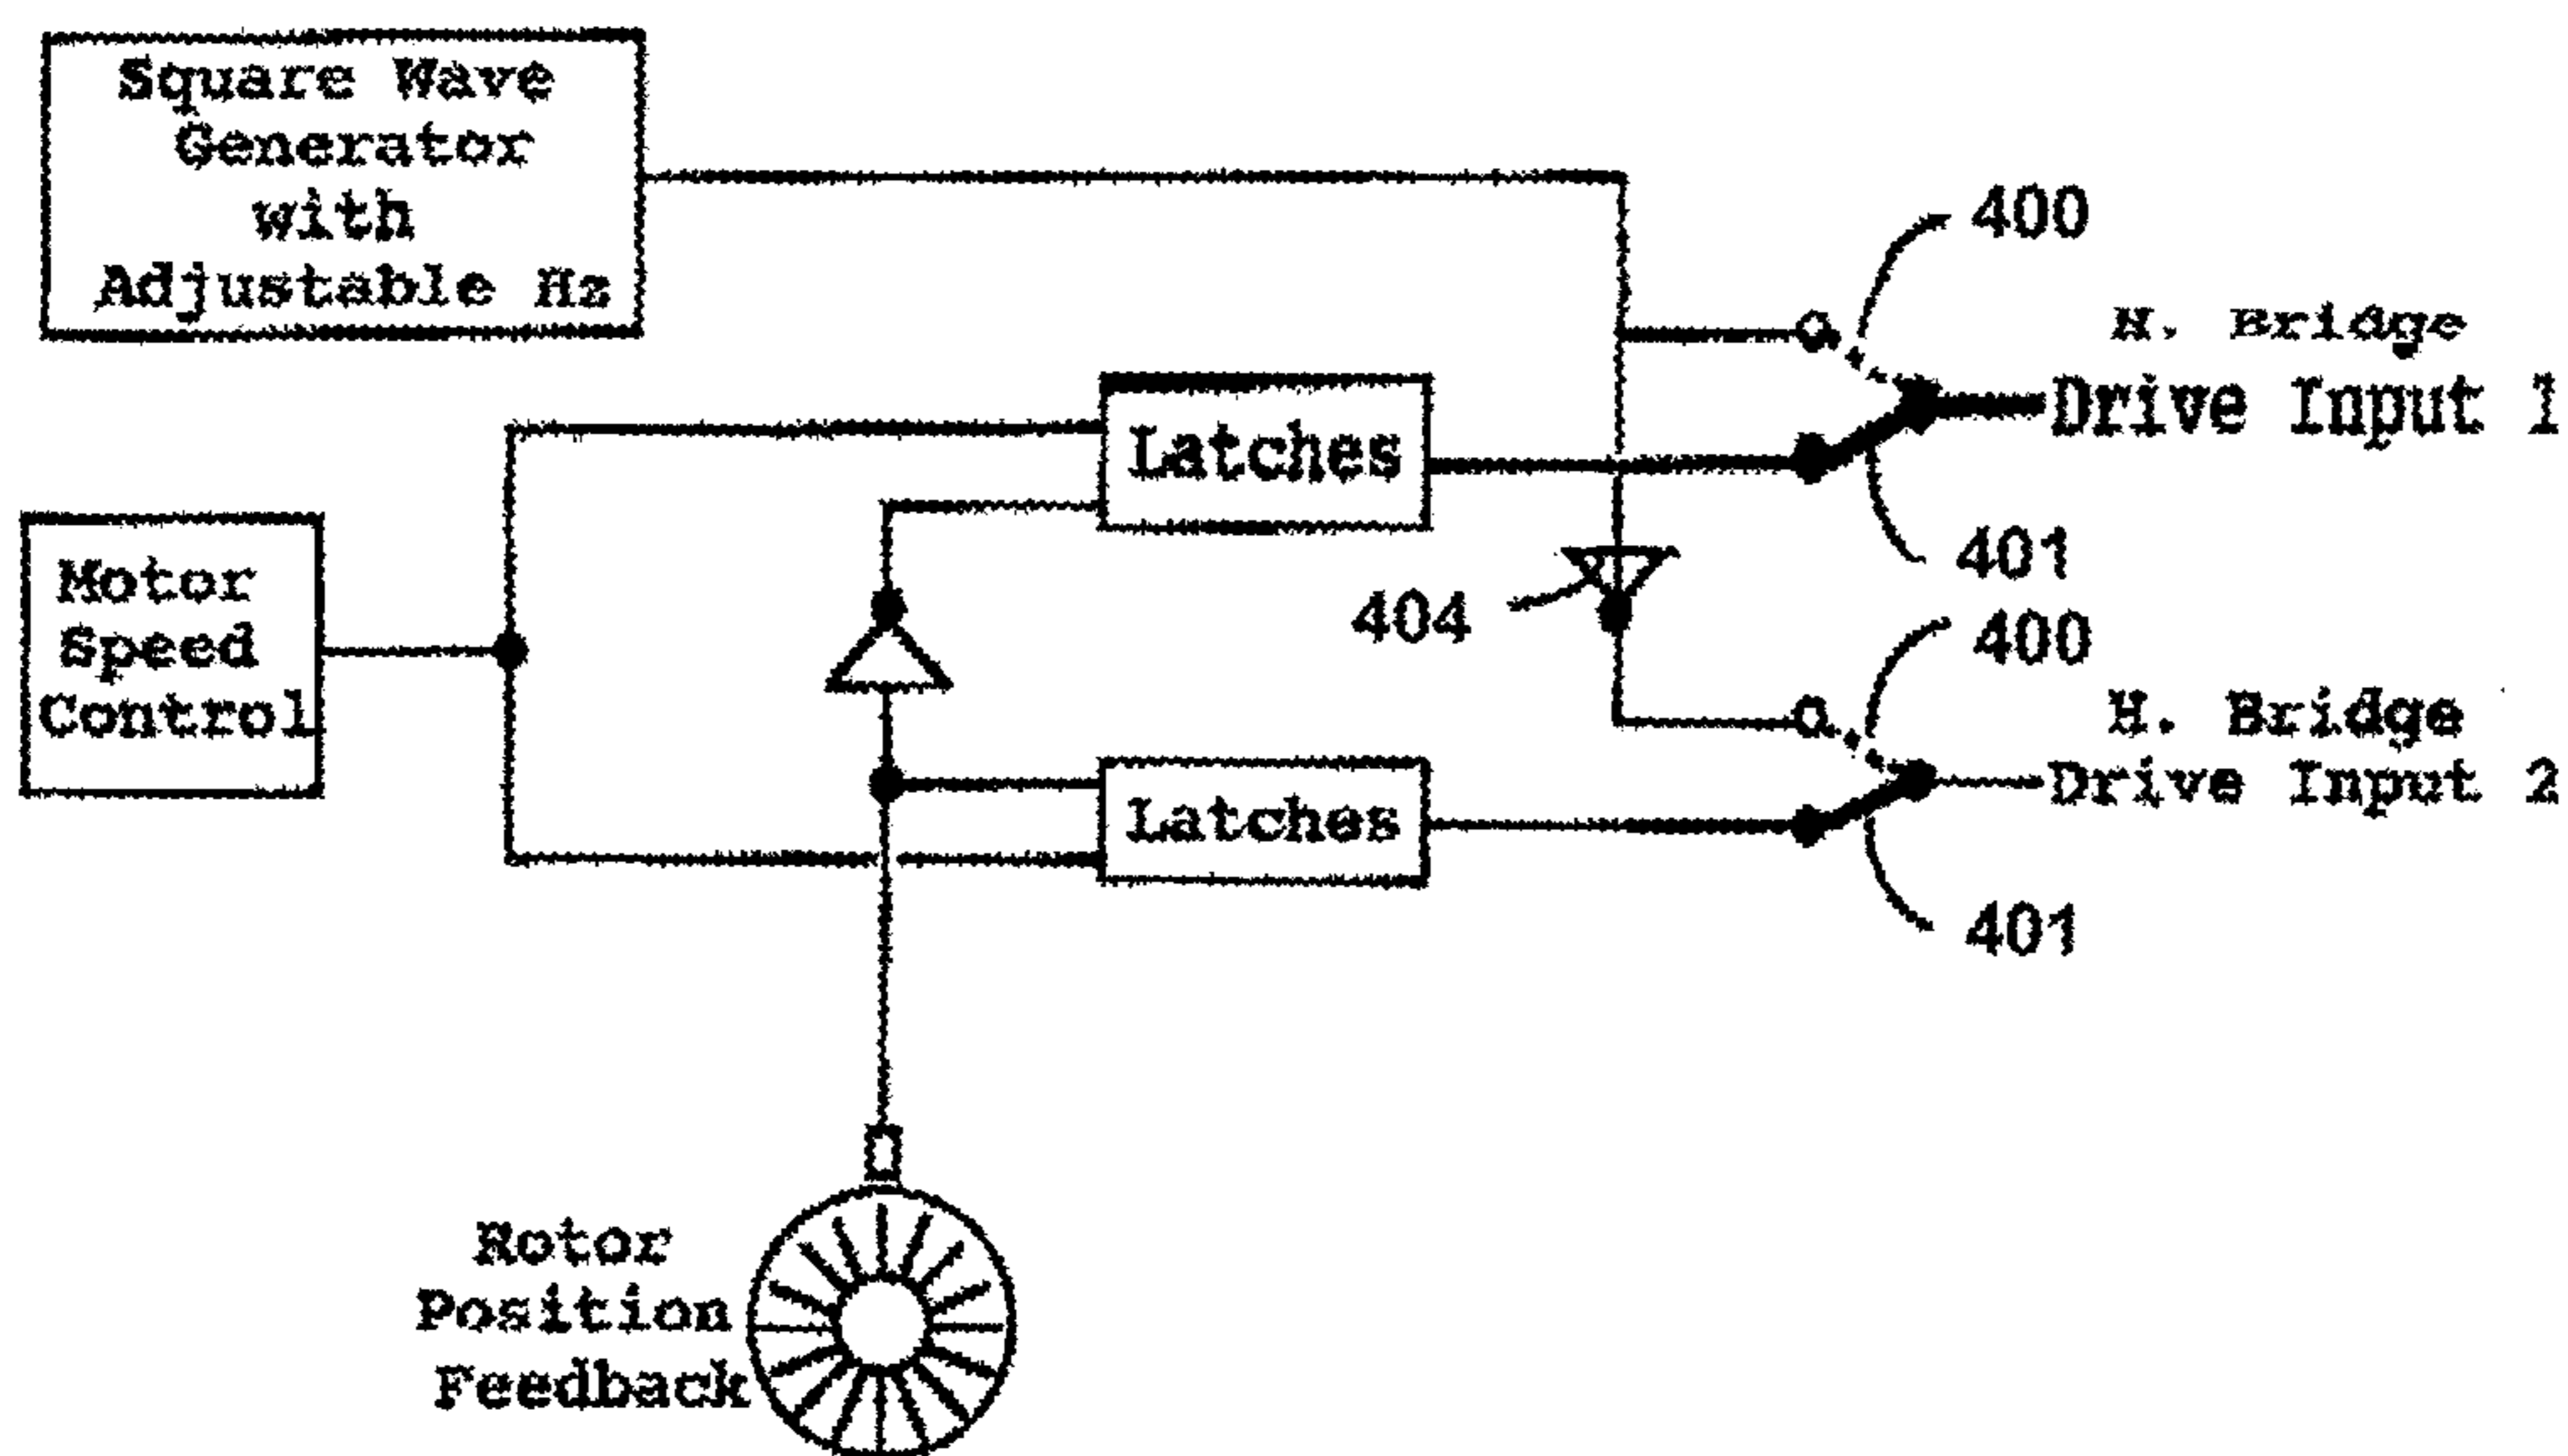 Square Wave
Generator
with
Adjustable Hz
400
H. Bridge
Drive Input 1
Latches
401
Motor
Speed
Control
404
400
H. Bridge
Drive Input 2
Latches
401
Rotor
Position
Feedback